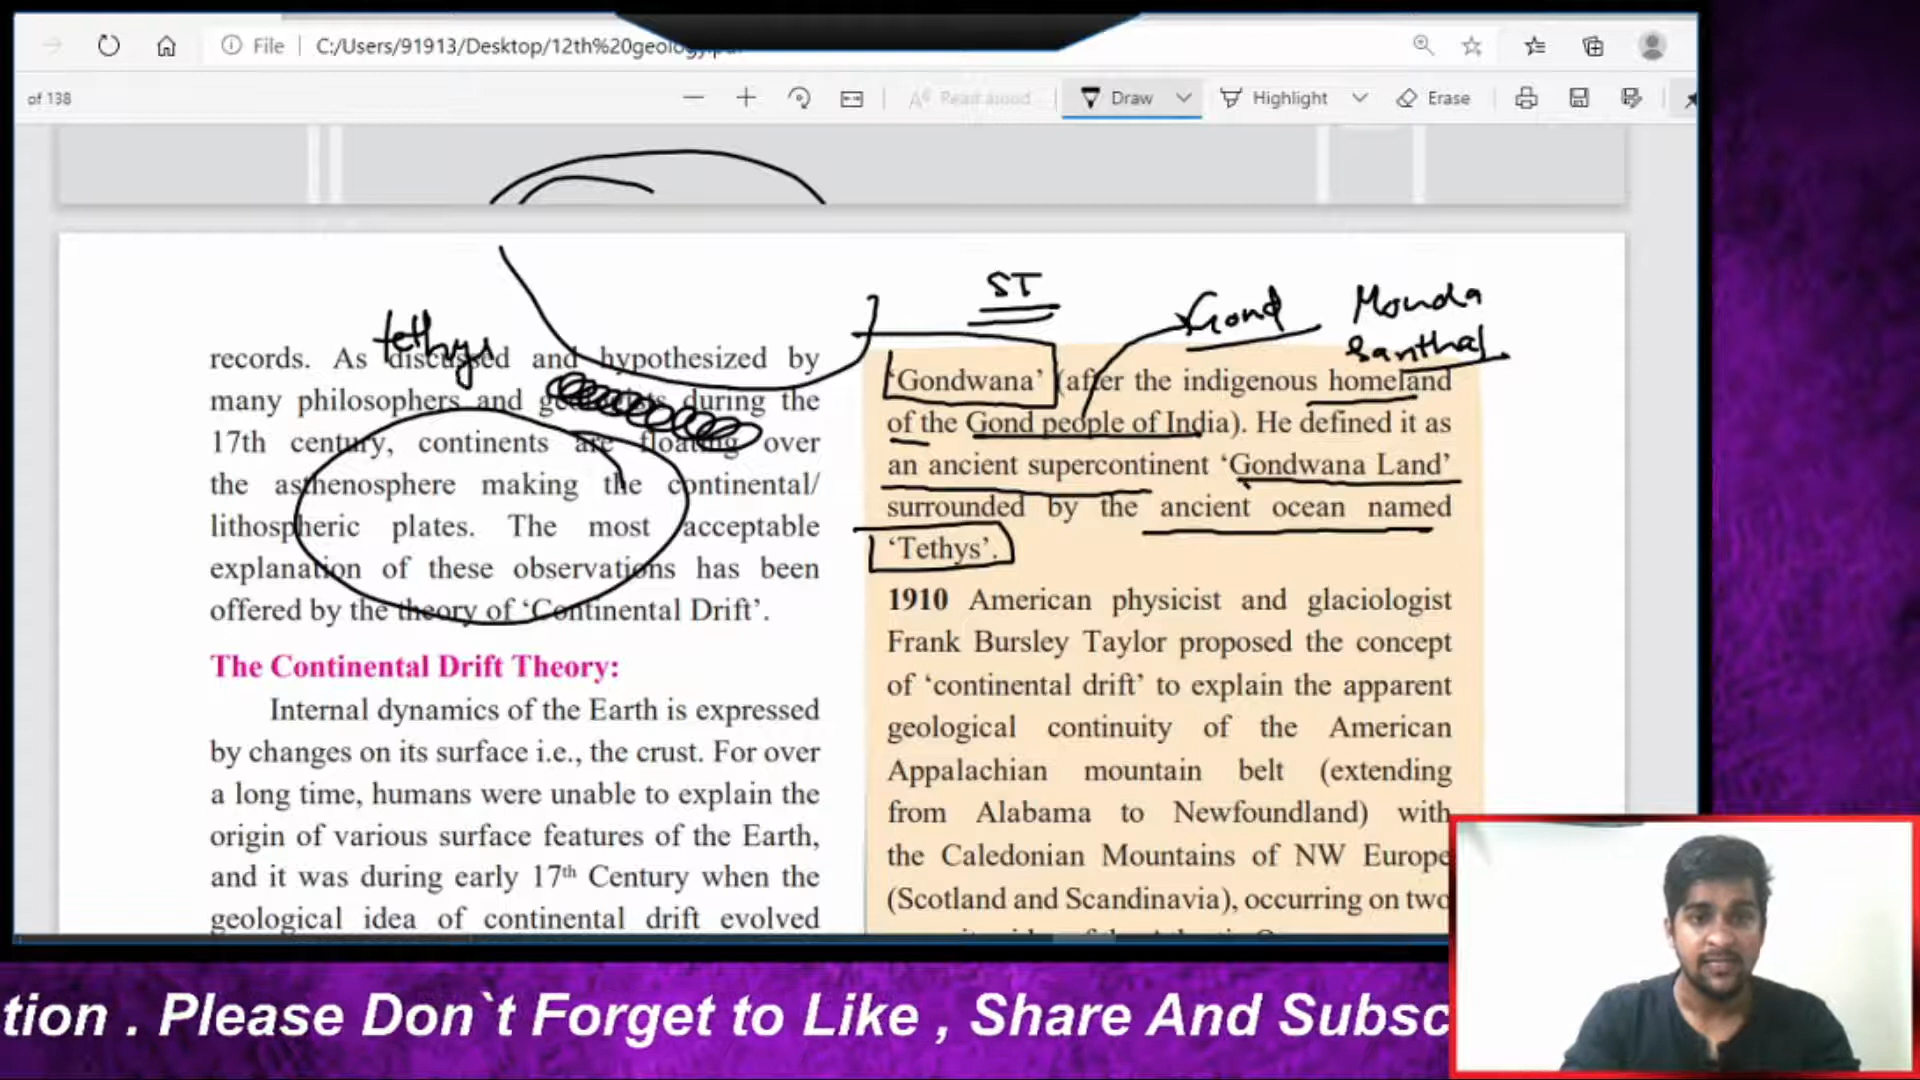 File
C:/Users/91913/Desktop/12th%20geology.pdf
of 138
Read aloud
Draw
Highlight
Erase
ST
Gond
Monda
Santhal
tethys
records. As discussed and hypothesized by
many philosophers and during the
17th century, continents are floating over
the asthenosphere making the continental/
lithospheric plates. The most acceptable
explanation of these observations has been
offered by the theory of ‘Continental Drift’.
The Continental Drift Theory:
Internal dynamics of the Earth is expressed
by changes on its surface i.e., the crust. For over
a long time, humans were unable to explain the
origin of various surface features of the Earth,
and it was during early 17th Century when the
geological idea of continental drift evolved
‘Gondwana’ (after the indigenous homeland
of the Gond people of India). He defined it as
an ancient supercontinent ‘Gondwana Land’
surrounded by the ancient ocean named
‘Tethys’.
1910 American physicist and glaciologist
Frank Bursley Taylor proposed the concept
of ‘continental drift’ to explain the apparent
geological continuity of the American
Appalachian mountain belt (extending
from Alabama to Newfoundland) with
the Caledonian Mountains of NW Europe
(Scotland and Scandinavia), occurring on two
tion . Please Don`t Forget to Like , Share And Subsc